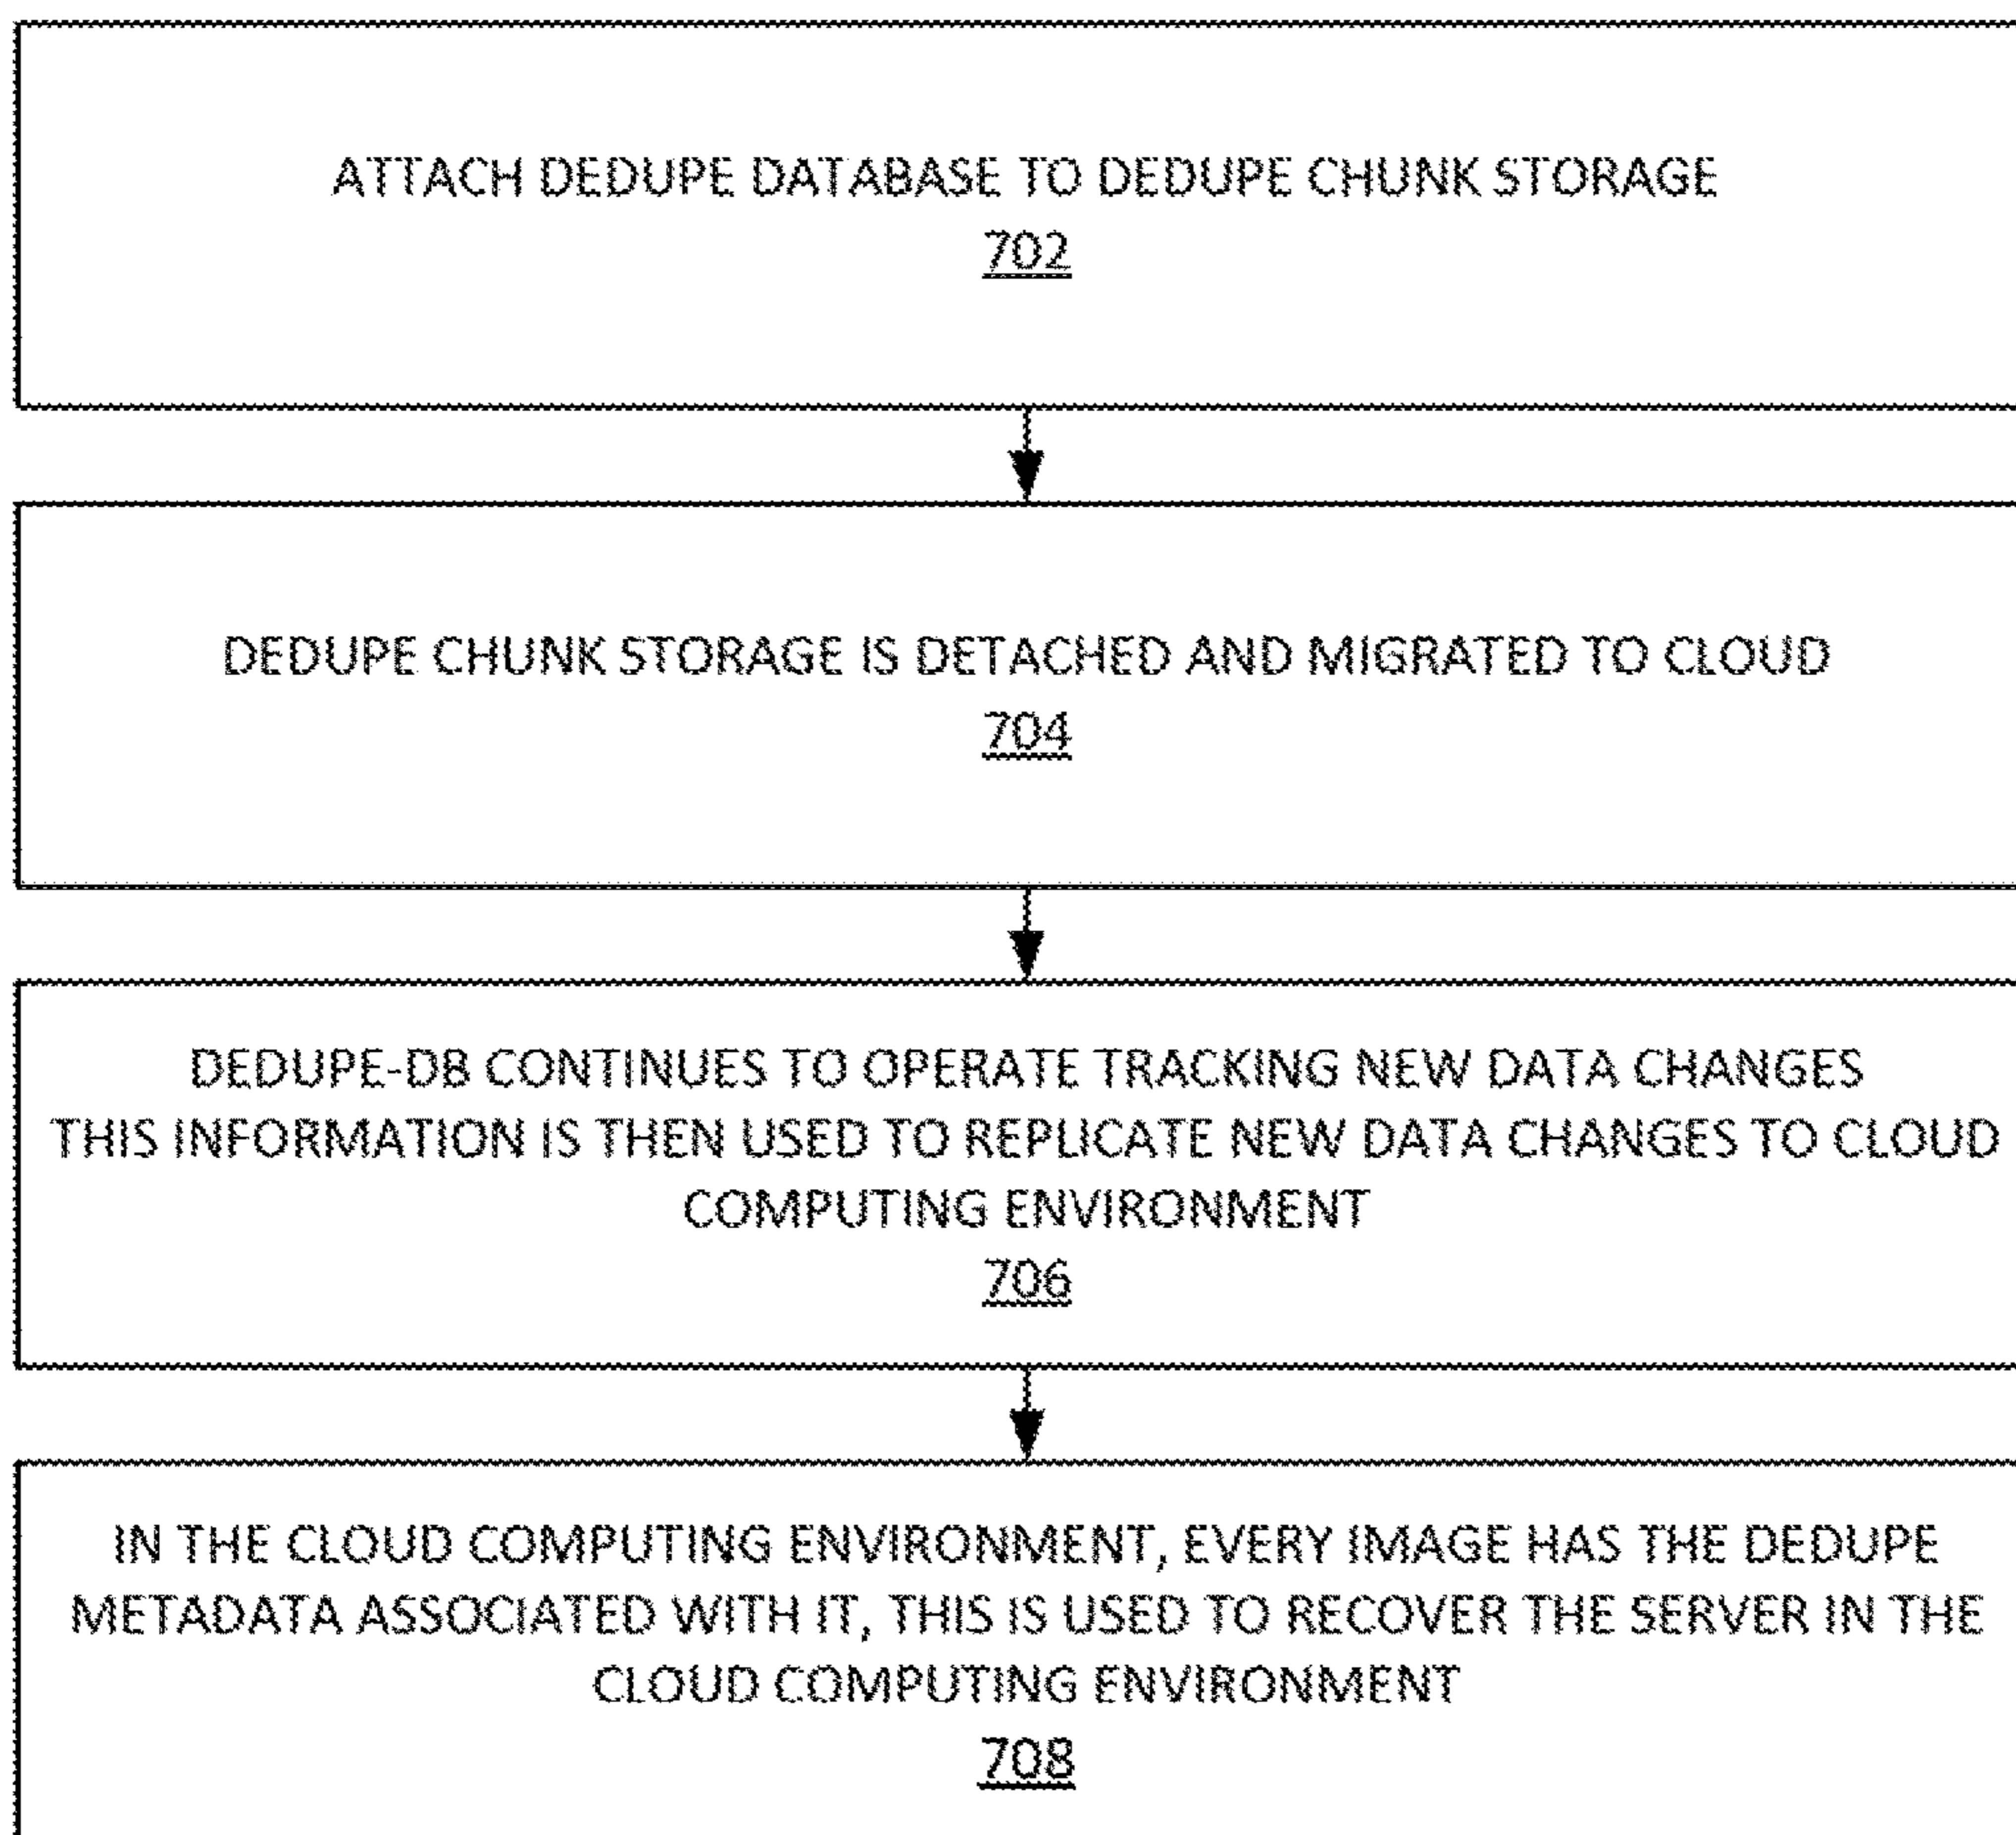 ATTACH DEDUPE DATABASE TO DEDUPE CHUNK STORAGE
702
DEDUPE CHUNK STORAGE IS DETACHED AND MIGRATED TO CLOUD
704
DEDUPE-DB CONTINUES TO OPERATE TRACKING NEW DATA CHANGES
THIS INFORMATION IS THEN USED TO REPLICATE NEW DATA CHANGES TO CLOUD
COMPUTING ENVIRONMENT
706
IN THE CLOUD COMPUTING ENVIRONMENT, EVERY IMAGE HAS THE DEDUPE
METADATA ASSOCIATED WITH IT, THIS IS USED TO RECOVER THE SERVER IN THE
CLOUD COMPUTING ENVIRONMENT
708